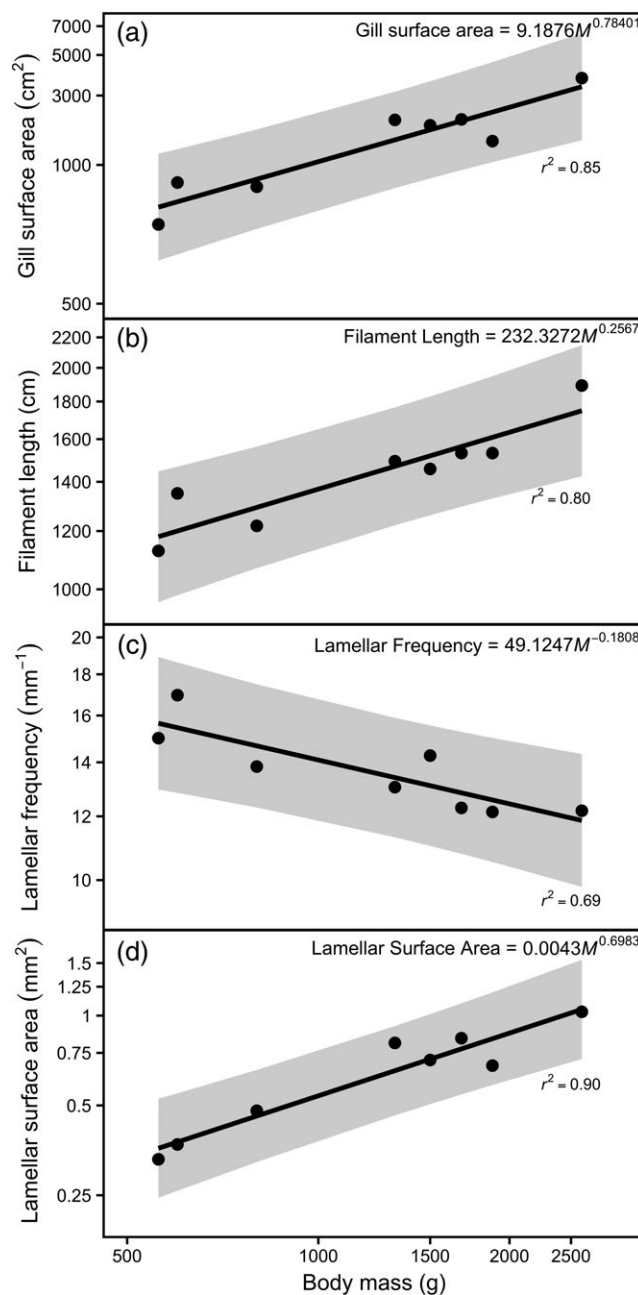 (a)
Gill surface area = 9.1876M^0.78401
7000
3000
1000
500
Gill surface area (cm²)
r² = 0.85
(b)
Filament Length = 232.3272M^0.2567
2200
2000
1800
1600
1400
1200
1000
Filament length (cm)
r² = 0.80
(c)
Lamellar Frequency = 49.1247M^−0.1808
20
18
16
14
12
10
Lamellar frequency (mm⁻¹)
r² = 0.69
(d)
Lamellar Surface Area = 0.0043M^0.6983
1.5
1.25
1
0.75
0.5
0.25
Lamellar surface area (mm²)
r² = 0.90
500 1000 1500 2000 2500
Body mass (g)